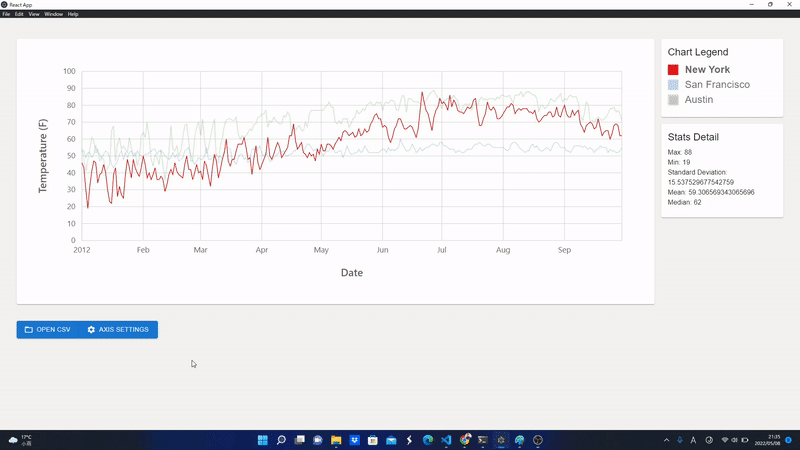 React App
File Edit View Window Help
Chart Legend
New York
San Francisco
Austin
Stats Detail
Max: 88
Min: 19
Standard Deviation:
15.537529677542759
Mean: 59.306569343065696
Median: 62
Temperature (F)
100
90
80
70
60
50
40
30
20
10
0
2012 Feb Mar Apr May Jun Jul Aug Sep
Date
OPEN CSV
AXIS SETTINGS
17°C
小雨
21:35
2022/05/08